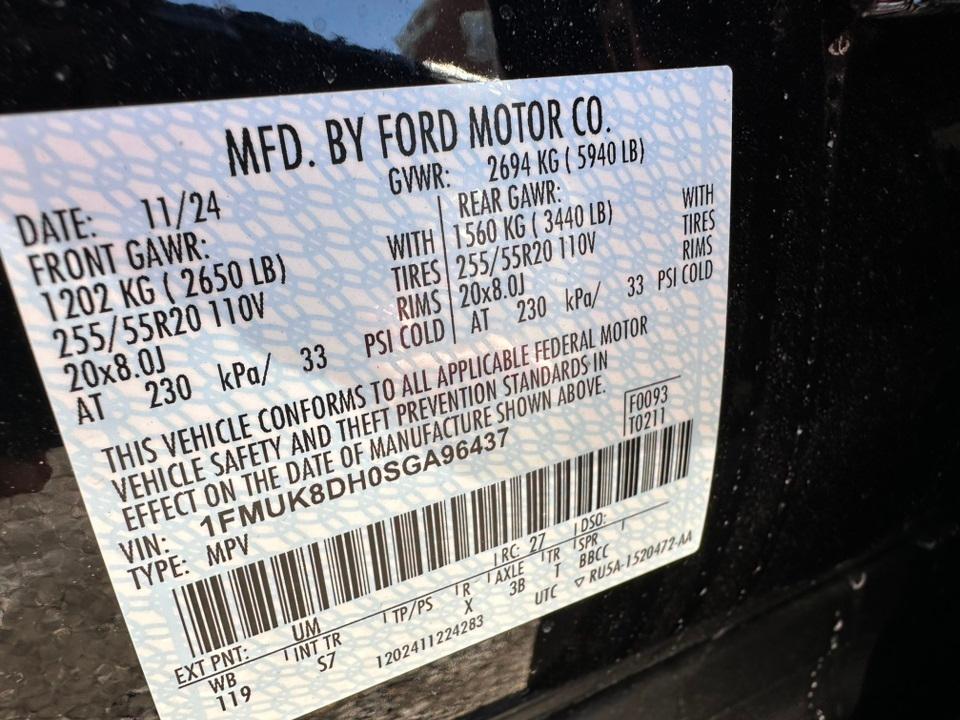 MFD. BY FORD MOTOR CO.
DATE: 11/24
GVWR: 2694 KG ( 5940 LB)
FRONT GAWR:
1202 KG ( 2650 LB) WITH
255/55R20 110V TIRES
20x8.0J RIMS
AT 230 kPa/ 33 PSI COLD
REAR GAWR:
1560 KG ( 3440 LB) WITH
255/55R20 110V TIRES
20x8.0J RIMS
AT 230 kPa/ 33 PSI COLD
THIS VEHICLE CONFORMS TO ALL APPLICABLE FEDERAL MOTOR
VEHICLE SAFETY AND THEFT PREVENTION STANDARDS IN
EFFECT ON THE DATE OF MANUFACTURE SHOWN ABOVE.
F0093
T0211
VIN: 1FMUK8DH0SGA96437
TYPE: MPV
EXT PNT: UM RC: 27 DSO:
WB INT TR TP/PS R AXLE TR SPR
119 S7 X 3B T BBCC
1202411224283 UTC ▽ RU5A-1520472-AA